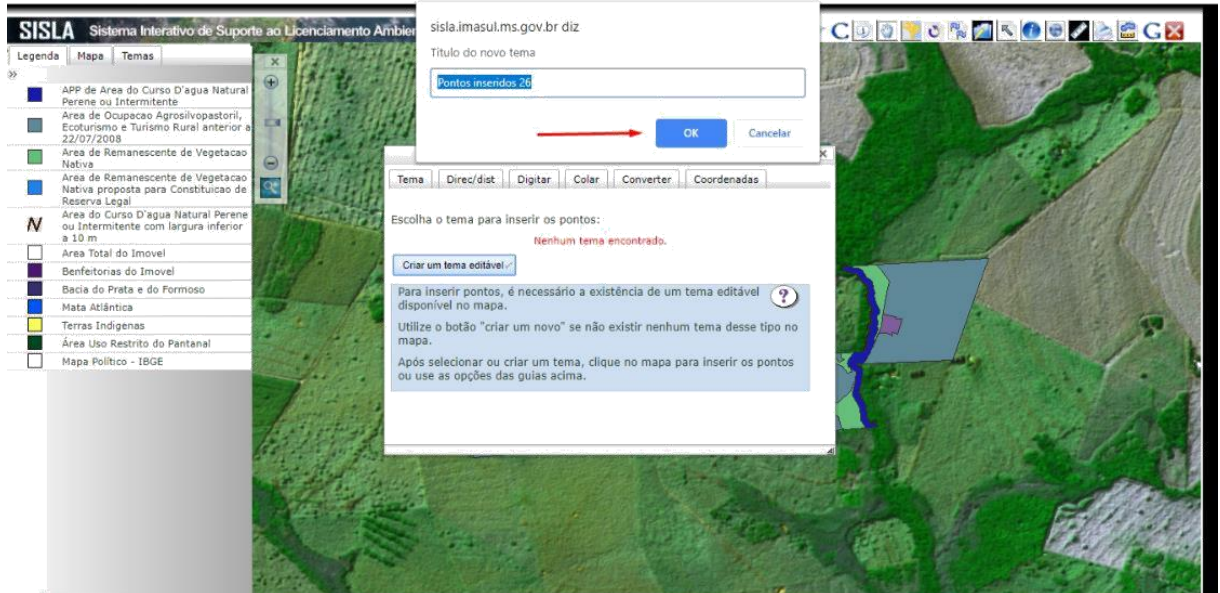 sisla.imasul.ms.gov.br diz
Titulo do novo tema
Pontos inseridos 26
OK
Cancelar
SISLA Sistema Interativo de Suporte ao Licenciamento Ambier
Legenda
Mapa
Temas
»
APP de Area do Curso D'agua Natural
Perene ou Intermitente
Area de Ocupacao Agrosilvopastoril,
Ecoturismo e Turismo Rural anterior a
22/07/2008
Area de Remanescente de Vegetacao
Nativa
Area de Remanescente de Vegetacao
Nativa proposta para Constituicao de
Reserva Legal
N
Area do Curso D'agua Natural Perene
ou Intermitente com largura inferior
a 10 m
Area Total do Imovel
Benfeitorias do Imovel
Bacia do Prata e do Formoso
Mata Atlântica
Terras Indigenas
Área Uso Restrito do Pantanal
Mapa Político - IBGE
x
C
G
x
Tema
Direc/dist
Digitar
Colar
Converter
Coordenadas
Escolha o tema para inserir os pontos:
Nenhum tema encontrado.
Criar um tema editável
Para inserir pontos, é necessário a existência de um tema editável
disponível no mapa.
?
Utilize o botão "criar um novo" se não existir nenhum tema desse tipo no
mapa.
Após selecionar ou criar um tema, clique no mapa para inserir os pontos
ou use as opções das guias acima.